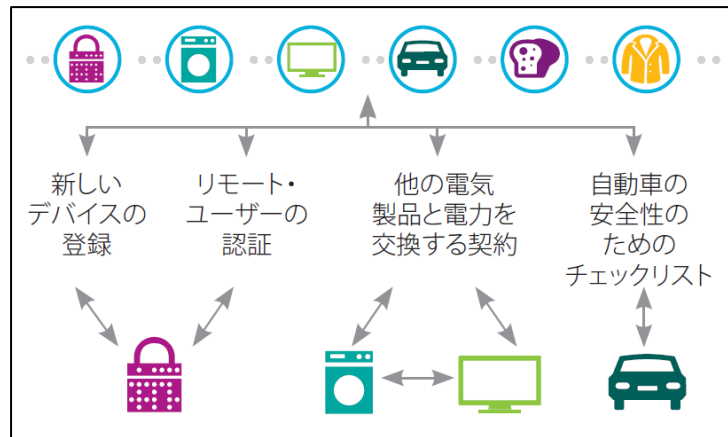 新しい
デバイスの
登録
リモート・
ユーザーの
認証
他の電気
製品と電力を
交換する契約
自動車の
安全性の
ための
チェックリスト